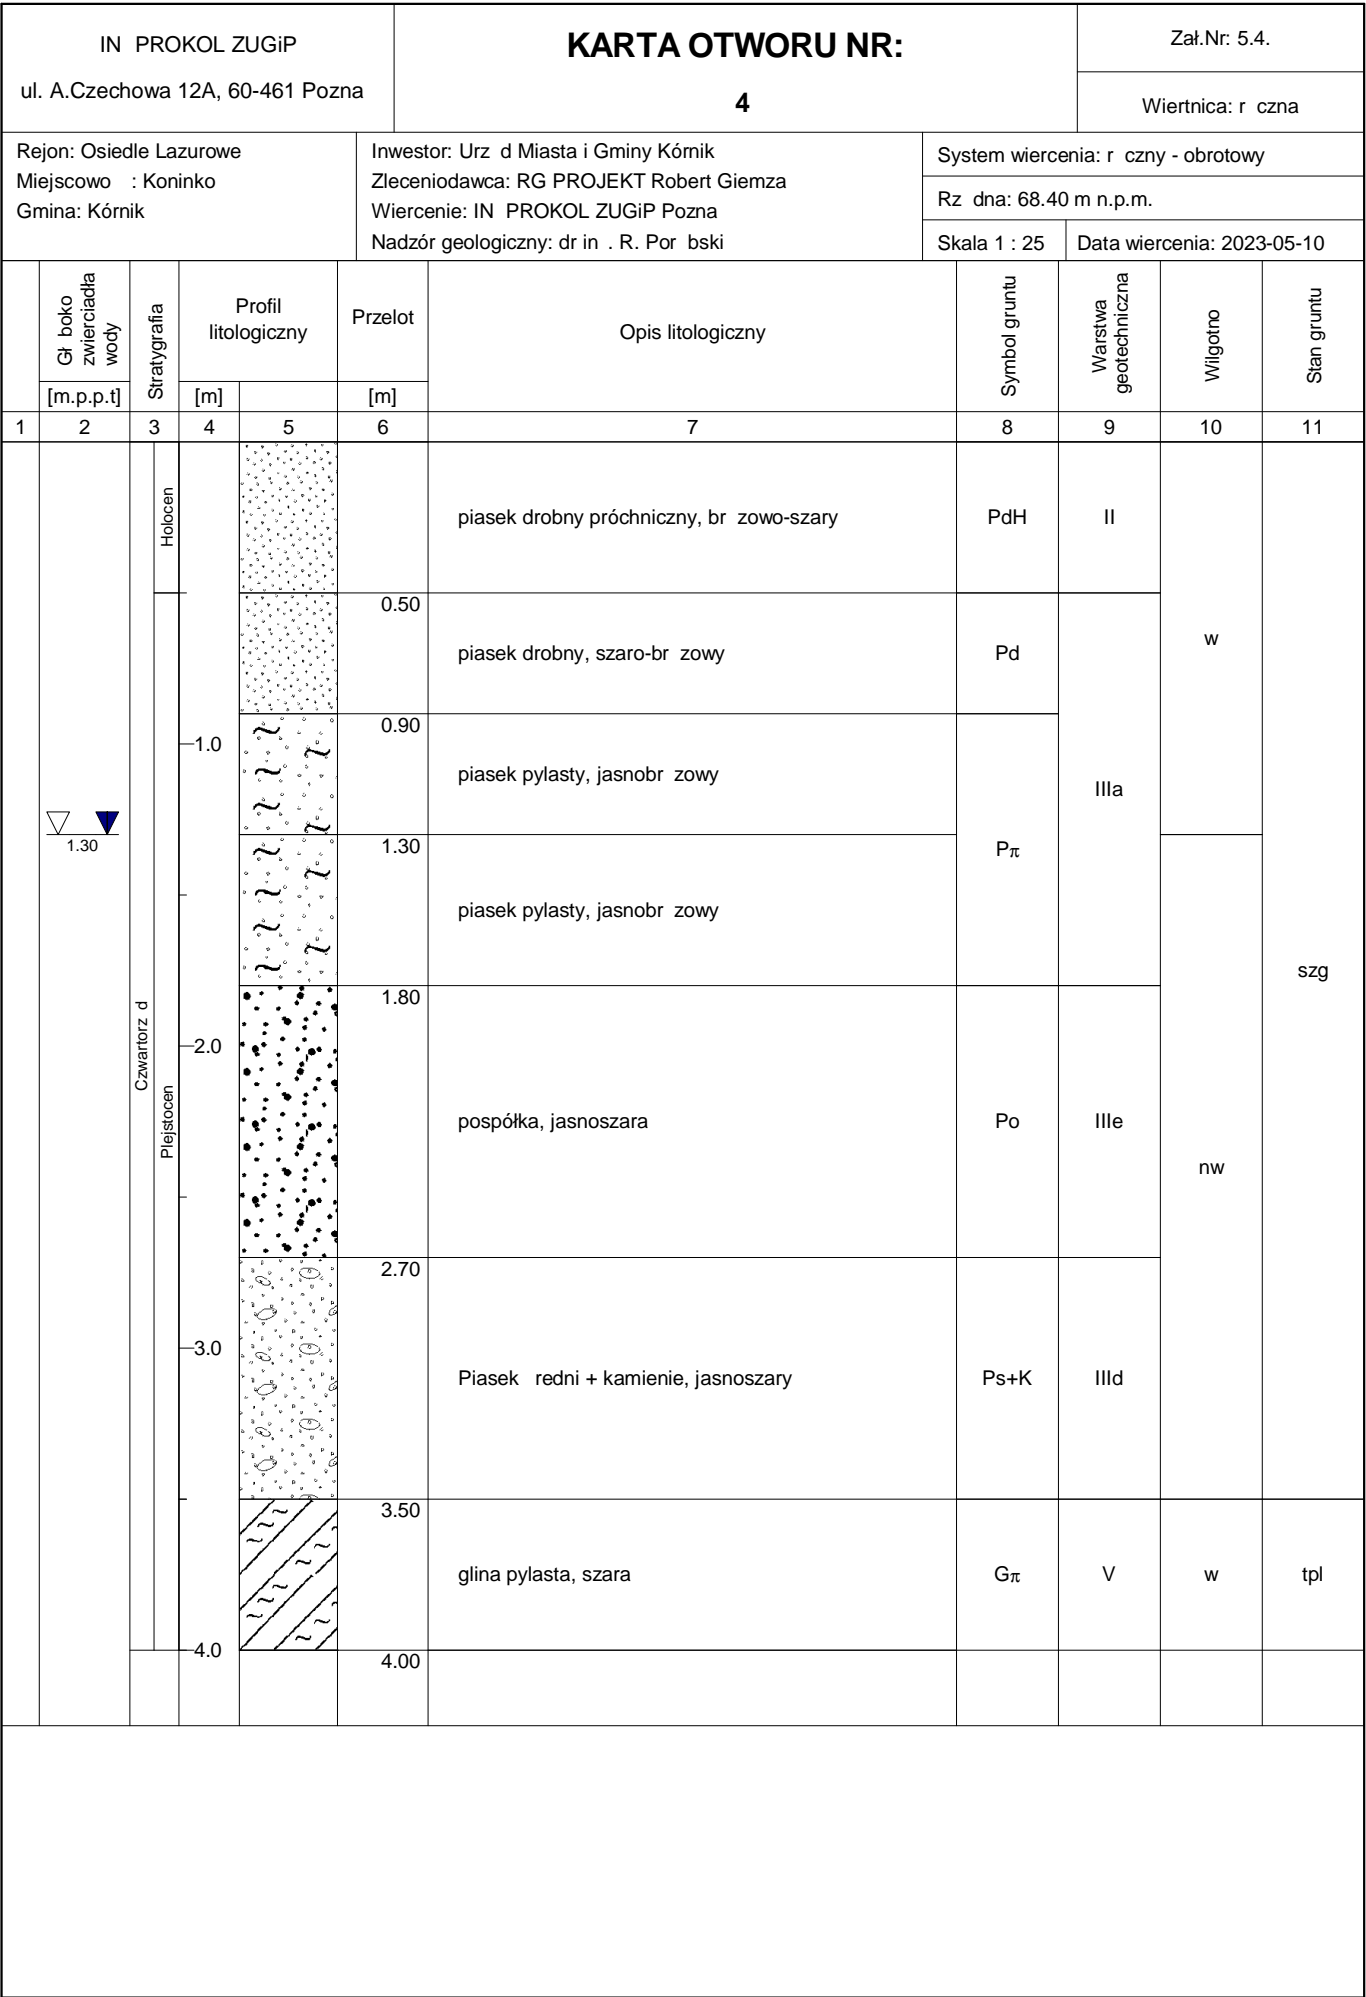 IN PROKOL ZUGiP
ul. A.Czechowa 12A, 60-461 Pozna
KARTA OTWORU NR:
4
Zał.Nr: 5.4.
Wiertnica: r czna
Rejon: Osiedle Lazurowe
Miejscowo : Koninko
Gmina: Kórnik
Inwestor: Urz d Miasta i Gminy Kórnik
Zleceniodawca: RG PROJEKT Robert Giemza
Wiercenie: IN PROKOL ZUGiP Pozna
Nadzór geologiczny: dr in . R. Por bski
System wiercenia: r czny - obrotowy
Rz dna: 68.40 m n.p.m.
Skala 1 : 25
Data wiercenia: 2023-05-10
Gł boko
zwierciadła
wody
[m.p.p.t]
Stratygrafia
Profil
litologiczny
[m]
Przelot
[m]
Opis litologiczny
Symbol gruntu
Warstwa
geotechniczna
Wilgotno
Stan gruntu
1 2 3 4 5 6 7 8 9 10 11
Holocen
piasek drobny próchniczny, br zowo-szary
PdH
II
0.50
piasek drobny, szaro-br zowy
Pd
w
0.90
1.0
piasek pylasty, jasnobr zowy
IIIa
1.30
1.30
Pπ
piasek pylasty, jasnobr zowy
szg
1.80
Czwartorz d
Plejstocen
2.0
pospółka, jasnoszara
Po
IIIe
nw
2.70
3.0
Piasek redni + kamienie, jasnoszary
Ps+K
IIId
3.50
glina pylasta, szara
Gπ
V
w
tpl
4.0
4.00